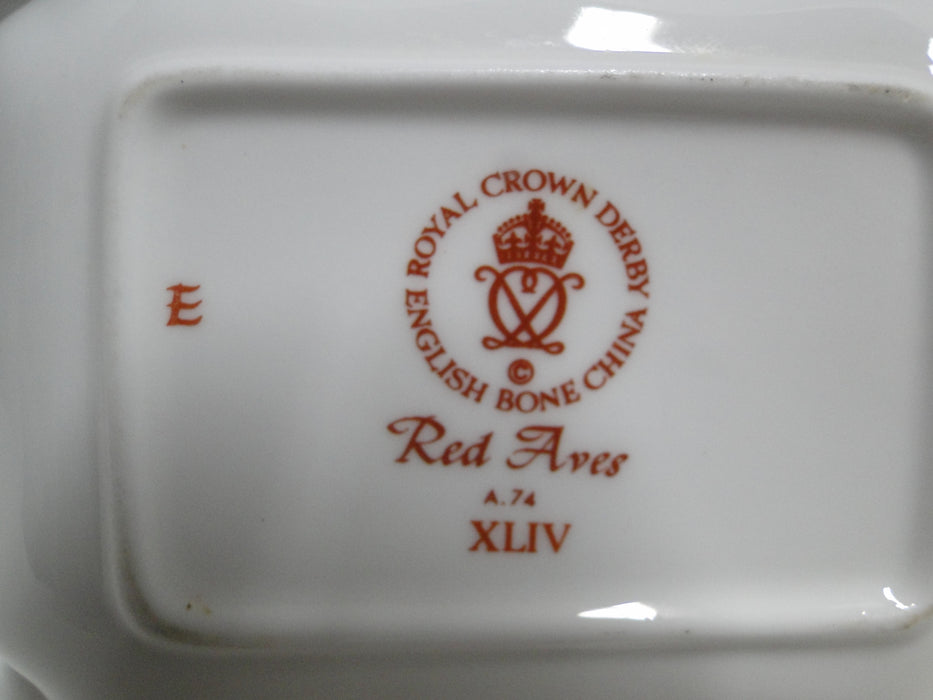 ROYAL CROWN DERBY
ENGLISH BONE CHINA
©
E
Red Aves
A.74
XLIV